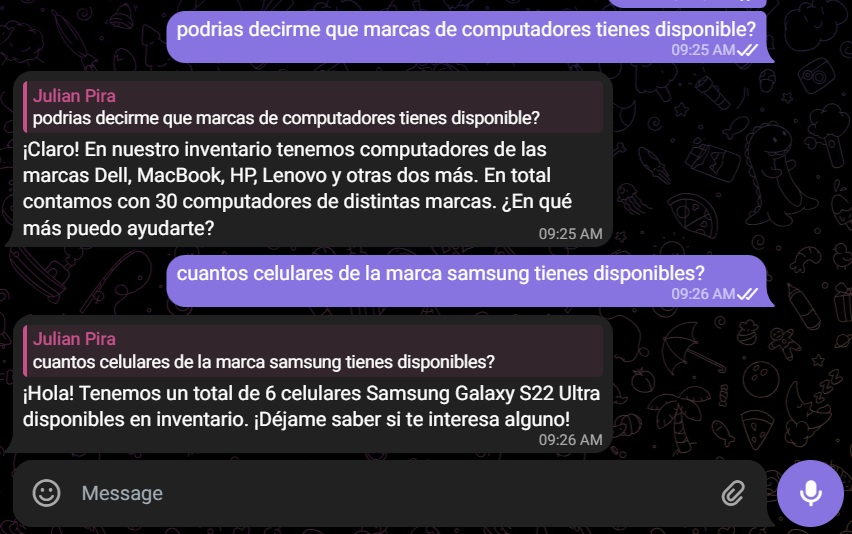 podrias decirme que marcas de computadores tienes disponible?
09:25 AM
Julian Pira
podrias decirme que marcas de computadores tienes disponible?
¡Claro! En nuestro inventario tenemos computadores de las
marcas Dell, MacBook, HP, Lenovo y otras dos más. En total
contamos con 30 computadores de distintas marcas. ¿En qué
más puedo ayudarte?
09:25 AM
cuantos celulares de la marca samsung tienes disponibles?
09:26 AM
Julian Pira
cuantos celulares de la marca samsung tienes disponibles?
¡Hola! Tenemos un total de 6 celulares Samsung Galaxy S22 Ultra
disponibles en inventario. ¡Déjame saber si te interesa alguno!
09:26 AM
Message